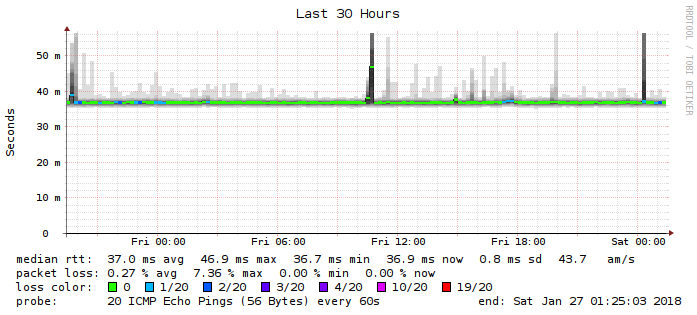 Last 30 Hours
RRDTOOL / TOBI OETIKER
Seconds
50 m
40 m
30 m
20 m
10 m
0
Fri 00:00 Fri 06:00 Fri 12:00 Fri 18:00 Sat 00:00
median rtt: 37.0 ms avg 46.9 ms max 36.7 ms min 36.9 ms now 0.8 ms sd 43.7 am/s
packet loss: 0.27 % avg 7.36 % max 0.00 % min 0.00 % now
loss color: 0 1/20 2/20 3/20 4/20 10/20 19/20
probe: 20 ICMP Echo Pings (56 Bytes) every 60s end: Sat Jan 27 01:25:03 2018